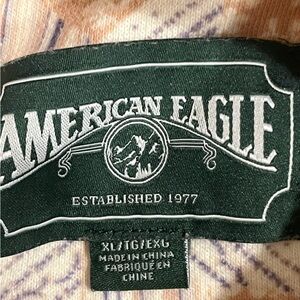 AMERICAN EAGLE
ESTABLISHED 1977
XL/TG/EXG
MADE IN CHINA
FABRIQUÉ EN
CHINE